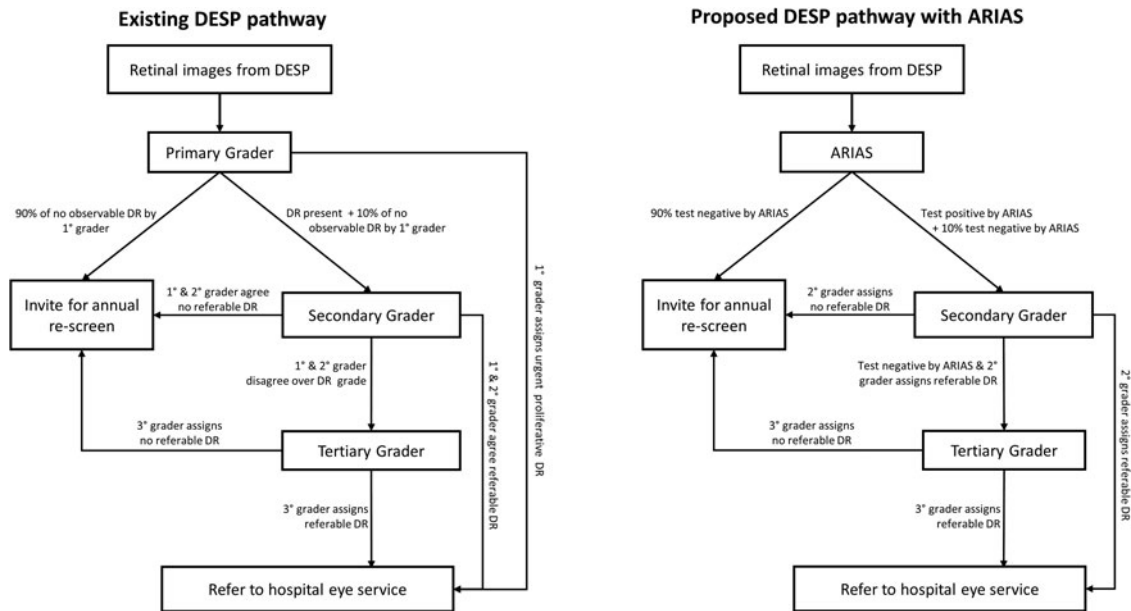 Existing DESP pathway
Retinal images from DESP
Primary Grader
90% of no observable DR by
1° grader
DR present + 10% of no
observable DR by 1° grader
Invite for annual
re-screen
1° & 2° grader agree
no referable DR
Secondary Grader
1° & 2° grader
disagree over DR grade
3° grader assigns
no referable DR
Tertiary Grader
3° grader assigns
referable DR
1° & 2° grader agree referable DR
1° grader assigns urgent proliferative DR
Refer to hospital eye service
Proposed DESP pathway with ARIAS
Retinal images from DESP
ARIAS
90% test negative by ARIAS
Test positive by ARIAS
+ 10% test negative by ARIAS
Invite for annual
re-screen
2° grader assigns
no referable DR
Secondary Grader
Test negative by ARIAS & 2°
grader assigns referable DR
3° grader assigns
no referable DR
Tertiary Grader
3° grader assigns
referable DR
2° grader assigns referable DR
Refer to hospital eye service